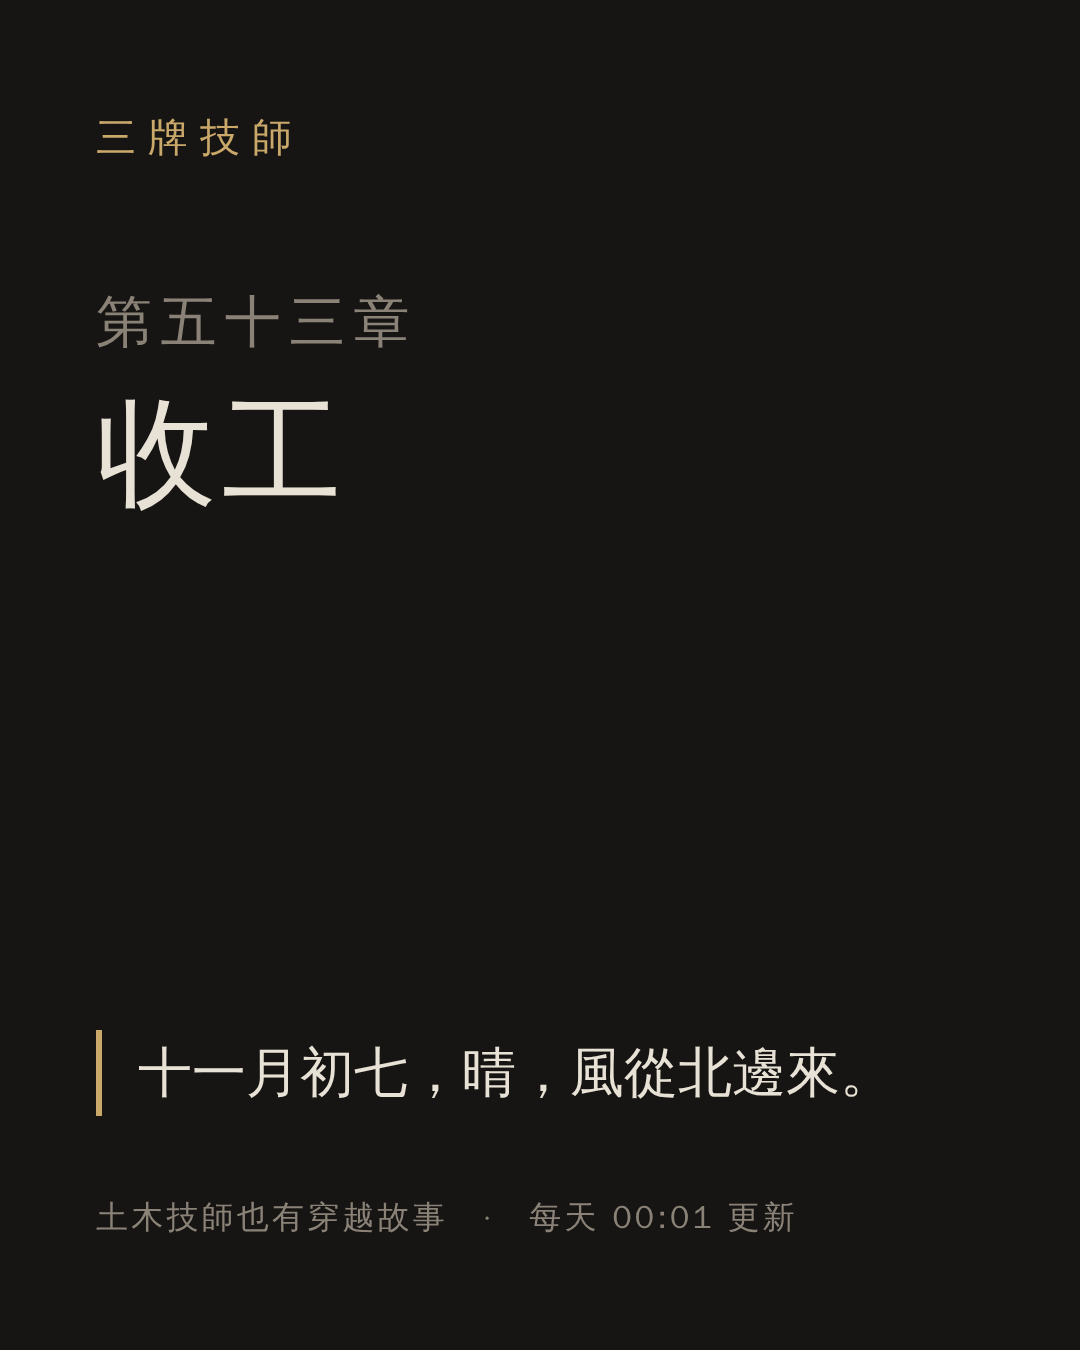 三牌技師
第五十三章
收工
十一月初七，晴，風從北邊來。
土木技師也有穿越故事 · 每天 00:01 更新